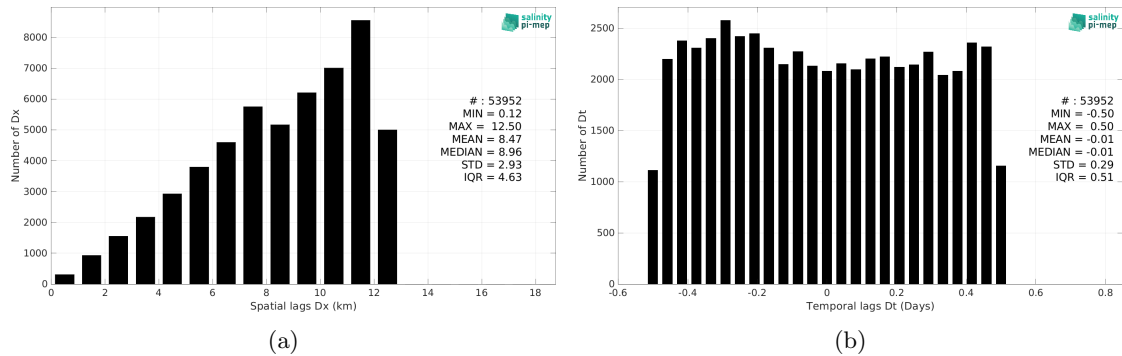 salinity
pi-mep
8000
7000
6000
5000
4000
3000
2000
1000
0
Number of Dx
# : 53952
MIN = 0.12
MAX = 12.50
MEAN = 8.47
MEDIAN = 8.96
STD = 2.93
IQR = 4.63
0 2 4 6 8 10 12 14 16 18
Spatial lags Dx (km)
(a)
salinity
pi-mep
2500
2000
1500
1000
500
0
Number of Dt
# : 53952
MIN = -0.50
MAX = 0.50
MEAN = -0.01
MEDIAN = -0.01
STD = 0.29
IQR = 0.51
-0.6 -0.4 -0.2 0 0.2 0.4 0.6 0.8
Temporal lags Dt (Days)
(b)